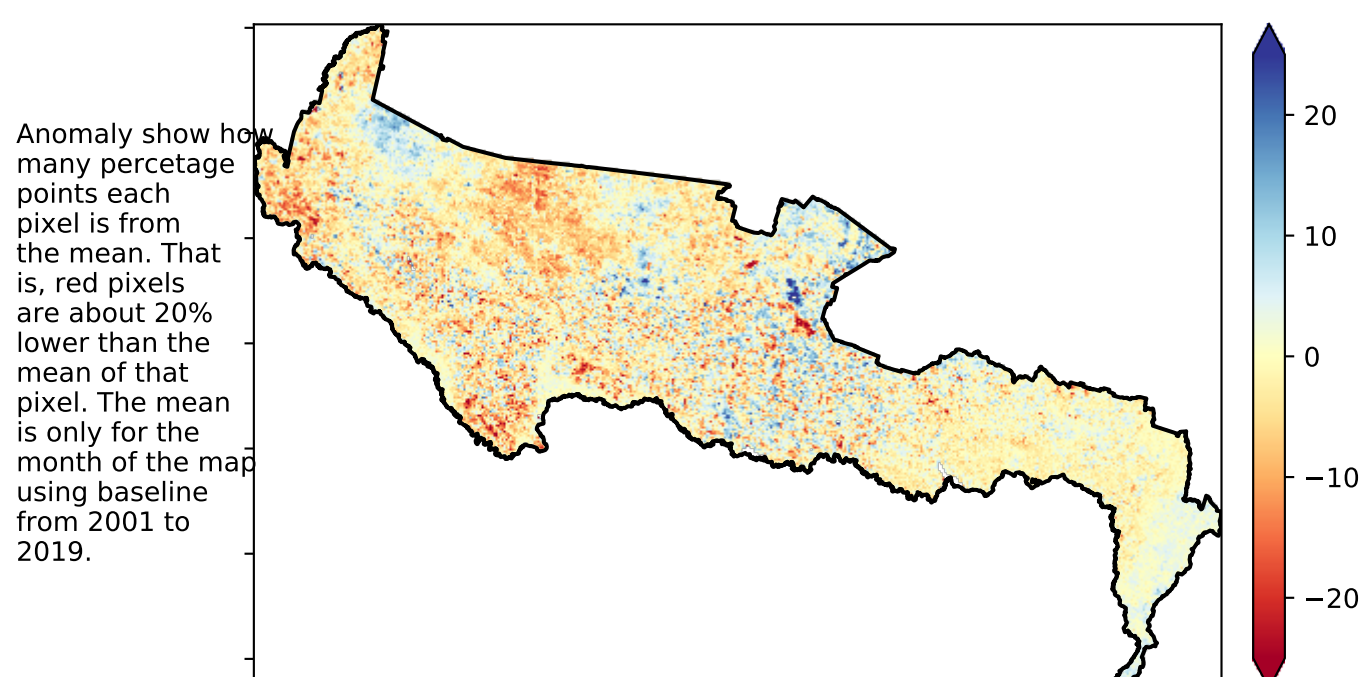 Anomaly show how
many percetage
points each
pixel is from
the mean. That
is, red pixels
are about 20%
lower than the
mean of that
pixel. The mean
is only for the
month of the map
using baseline
from 2001 to
2019.
20
10
0
−10
−20